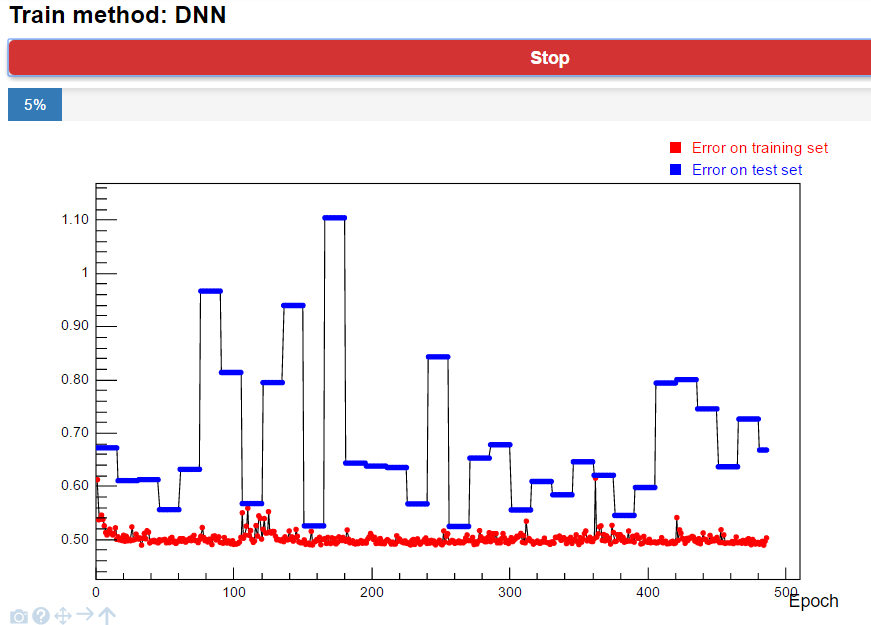 Train method: DNN
Stop
5%
Error on training set
Error on test set
1.10
1
0.90
0.80
0.70
0.60
0.50
0 100 200 300 400 500
Epoch
?